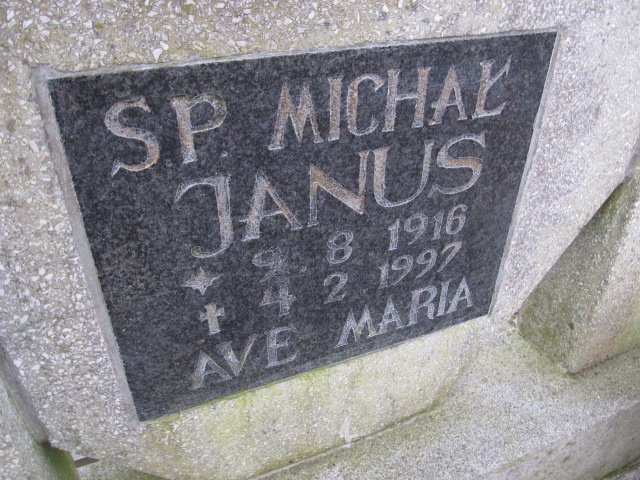 ŚP. MICHAŁ
JANUS
✶ 9. 8. 1916
✝ 4. 2. 1997
AVE MARIA